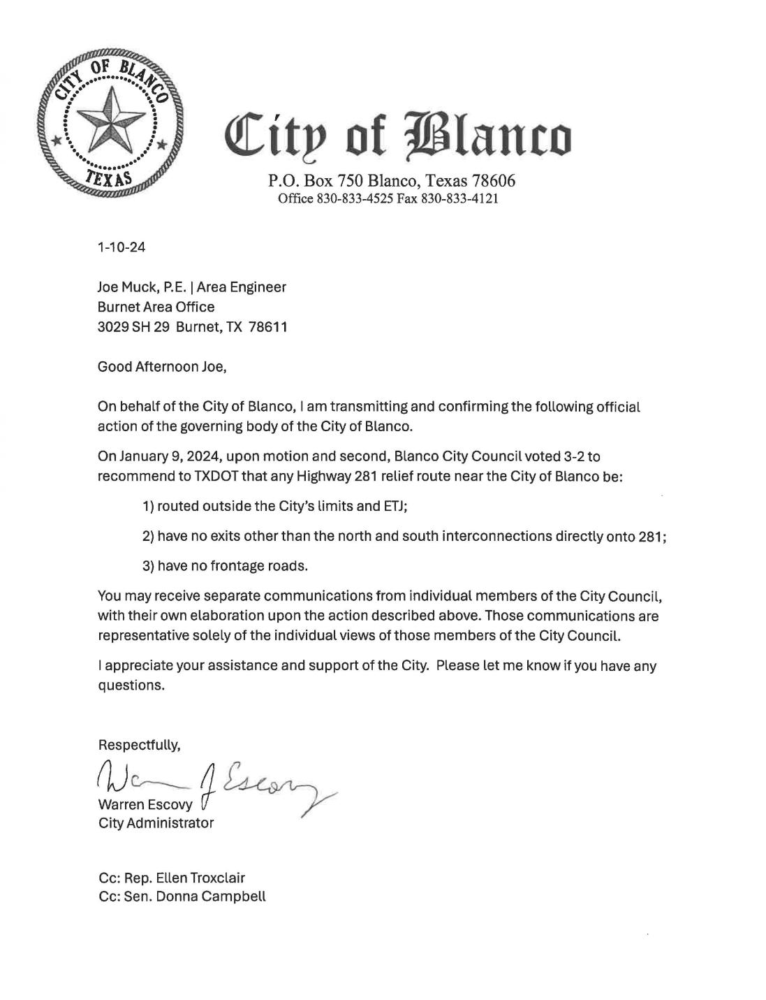 CITY OF BLANCO
TEXAS
City of Blanco
P.O. Box 750 Blanco, Texas 78606
Office 830-833-4525 Fax 830-833-4121
1-10-24
Joe Muck, P.E. | Area Engineer
Burnet Area Office
3029 SH 29  Burnet, TX  78611
Good Afternoon Joe,
On behalf of the City of Blanco, I am transmitting and confirming the following official
action of the governing body of the City of Blanco.
On January 9, 2024, upon motion and second, Blanco City Council voted 3-2 to
recommend to TXDOT that any Highway 281 relief route near the City of Blanco be:
1) routed outside the City's limits and ETJ;
2) have no exits other than the north and south interconnections directly onto 281;
3) have no frontage roads.
You may receive separate communications from individual members of the City Council,
with their own elaboration upon the action described above. Those communications are
representative solely of the individual views of those members of the City Council.
I appreciate your assistance and support of the City.  Please let me know if you have any
questions.
Respectfully,
Warren J Escovy
Warren Escovy
City Administrator
Cc: Rep. Ellen Troxclair
Cc: Sen. Donna Campbell